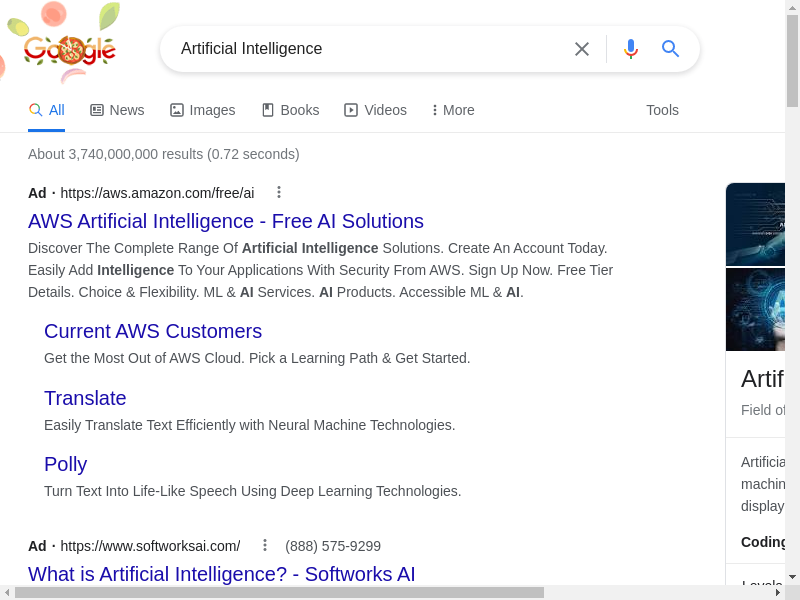 Google
Artificial Intelligence
All
News
Images
Books
Videos
More
Tools
About 3,740,000,000 results (0.72 seconds)
Ad · https://aws.amazon.com/free/ai
AWS Artificial Intelligence - Free AI Solutions
Discover The Complete Range Of Artificial Intelligence Solutions. Create An Account Today.
Easily Add Intelligence To Your Applications With Security From AWS. Sign Up Now. Free Tier
Details. Choice & Flexibility. ML & AI Services. AI Products. Accessible ML & AI.
Current AWS Customers
Get the Most Out of AWS Cloud. Pick a Learning Path & Get Started.
Translate
Easily Translate Text Efficiently with Neural Machine Technologies.
Polly
Turn Text Into Life-Like Speech Using Deep Learning Technologies.
Ad · https://www.softworksai.com/ (888) 575-9299
What is Artificial Intelligence? - Softworks AI
Artif
Field of
Artificia
machin
display
Coding